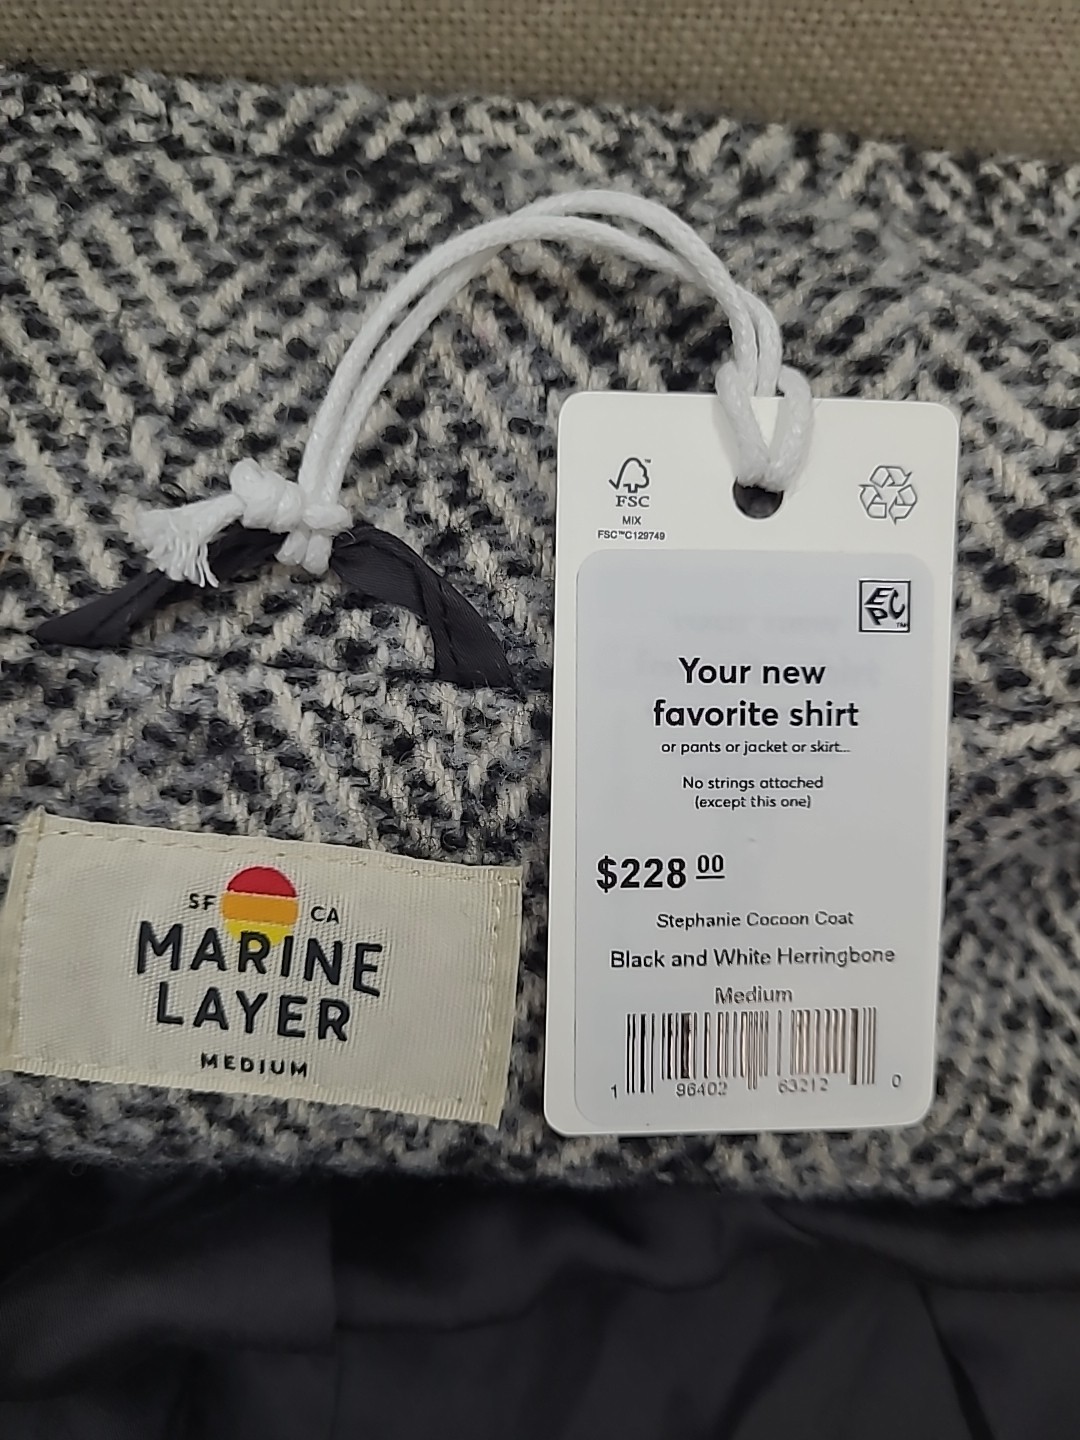 FSC
MIX
FSC™C129749
EPC™
Your new
favorite shirt
or pants or jacket or skirt...
No strings attached
(except this one)
$228 00
Stephanie Cocoon Coat
Black and White Herringbone
Medium
1 96402 63212 0
SF CA
MARINE
LAYER
MEDIUM